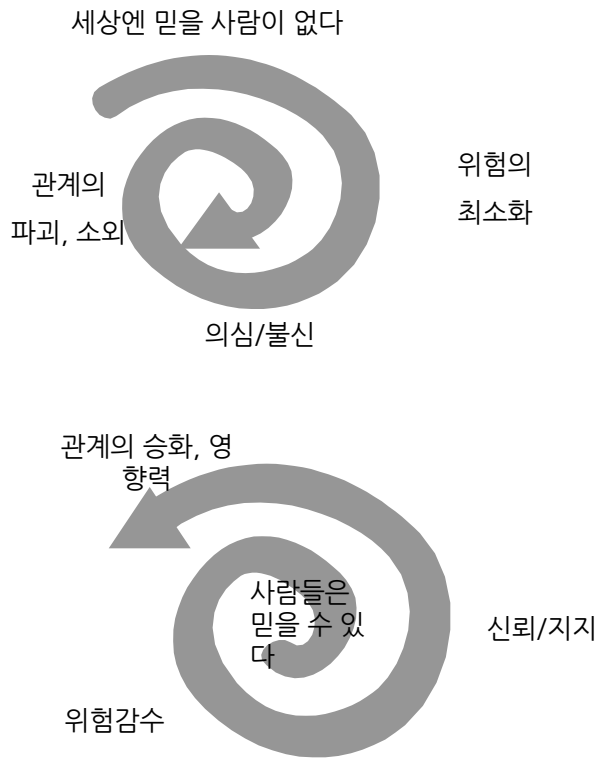 세상엔 믿을 사람이 없다
위험의
최소화
관계의
파괴, 소외
의심/불신
관계의 승화, 영
향력
사람들은
믿을 수 있
다
신뢰/지지
위험감수